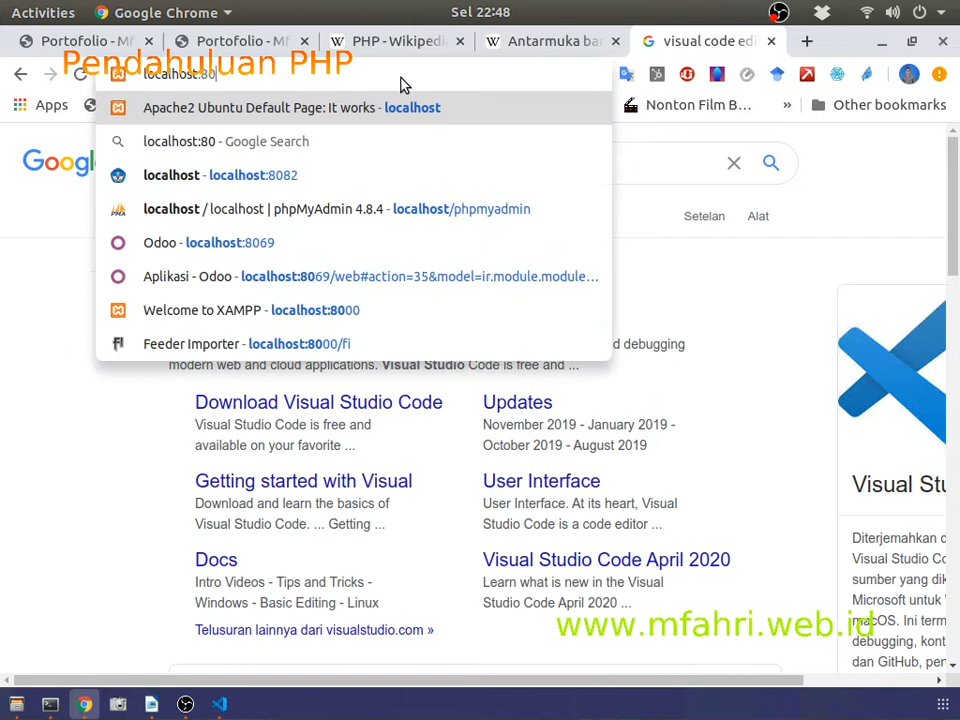 Activities Google Chrome Sel 22:48
Portofolio - Mf Portofolio - Mf PHP - Wikipedi Antarmuka ba visual code edi
Pendahuluan PHP
localhost:80
Apps Nonton Film B... » Other bookmarks
Apache2 Ubuntu Default Page: It works - localhost
localhost:80 - Google Search
localhost - localhost:8082
localhost / localhost | phpMyAdmin 4.8.4 - localhost/phpmyadmin
Odoo - localhost:8069
Aplikasi - Odoo - localhost:8069/web#action=35&model=ir.module.module...
Welcome to XAMPP - localhost:8000
Feeder Importer - localhost:8000/fi
Goog
Setelan Alat
d debugging
modern web and cloud applications. Visual Studio Code is free and ...
Download Visual Studio Code
Visual Studio Code is free and
available on your favorite ...
Updates
November 2019 - January 2019 -
October 2019 - August 2019
Getting started with Visual
Download and learn the basics of
Visual Studio Code. ... Getting ...
User Interface
User Interface. At its heart, Visual
Studio Code is a code editor ...
Docs
Intro Videos - Tips and Tricks -
Windows - Basic Editing - Linux
Visual Studio Code April 2020
Learn what is new in the Visual
Studio Code April 2020 ...
Telusuran lainnya dari visualstudio.com »
Visual Stu
Diterjemahkan d
Visual Studio Co
sumber yang dik
Microsoft untuk
macOS. Ini term
debugging, kont
dan GitHub, pen
www.mfahri.web.id